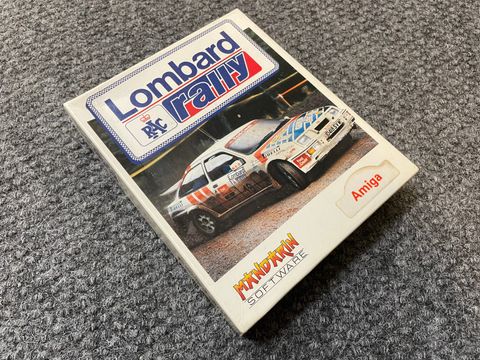 Lombard
RAC rally
Amiga
MANDARIN
SOFTWARE